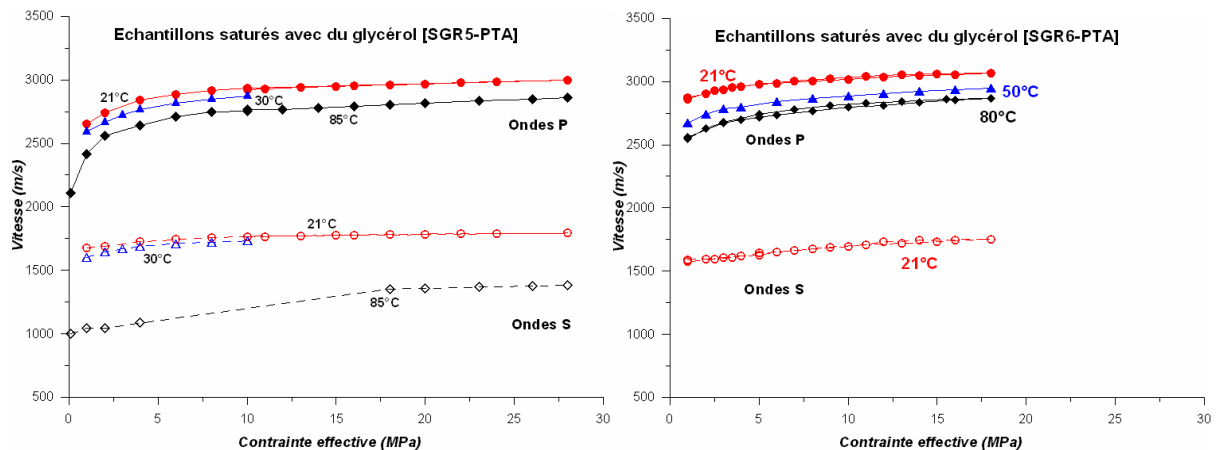 Echantillons saturés avec du glycérol [SGR5-PTA]
3500
3000
2500
2000
1500
1000
500
Vitesse (m/s)
21°C
30°C
85°C
Ondes P
21°C
30°C
85°C
Ondes S
0
5
10
15
20
25
30
Contrainte effective (MPa)
Echantillons saturés avec du glycérol [SGR6-PTA]
3500
3000
2500
2000
1500
1000
500
Vitesse (m/s)
21°C
50°C
80°C
Ondes P
21°C
Ondes S
0
5
10
15
20
25
30
Contrainte effective (MPa)